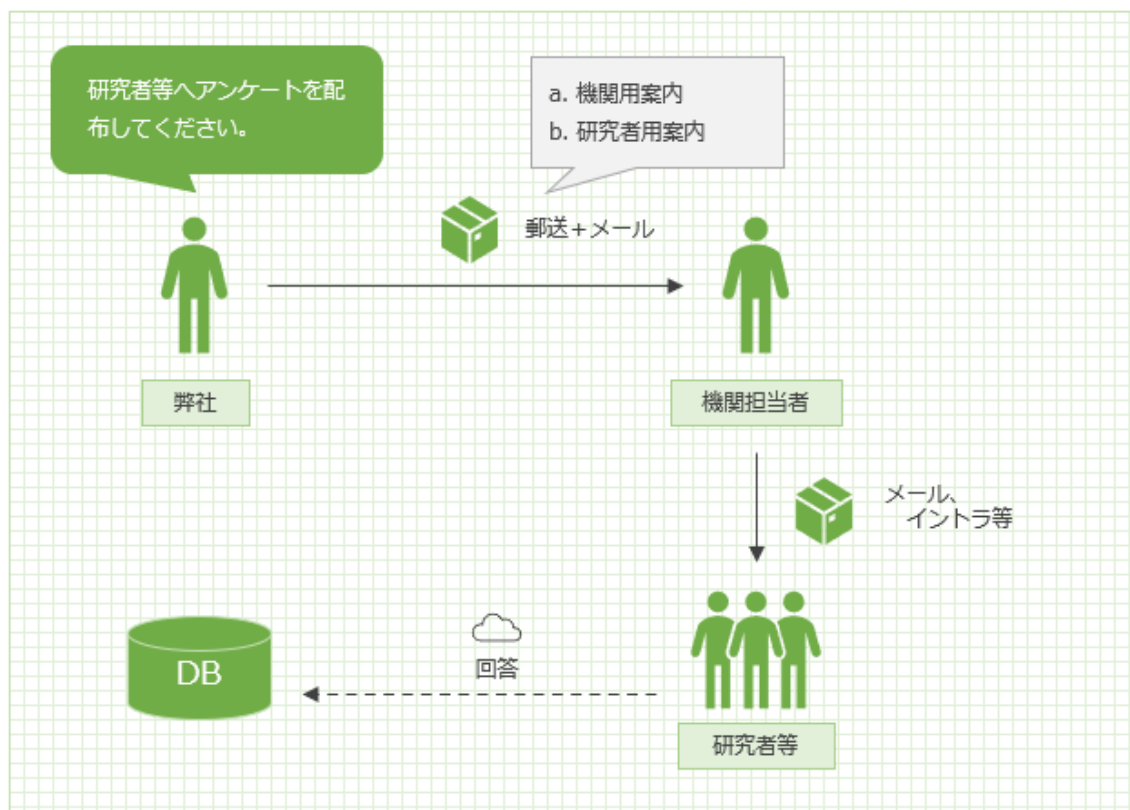 研究者等へアンケートを配
布してください。
a. 機関用案内
b. 研究者用案内
郵送＋メール
弊社
機関担当者
メール、
イントラ等
DB
回答
研究者等